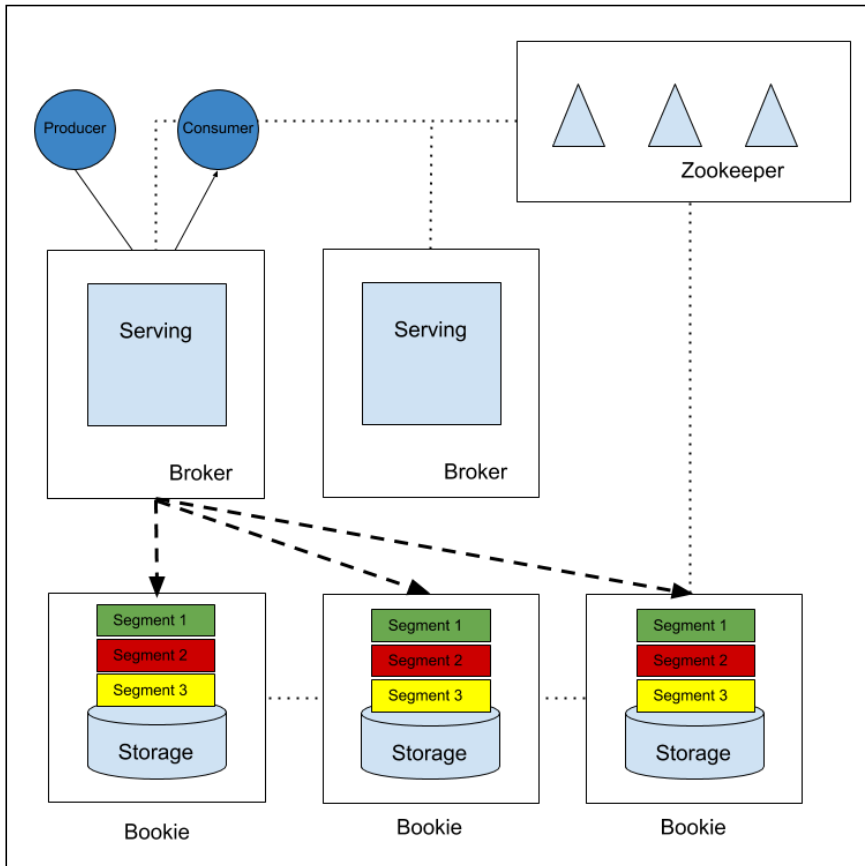 Producer
Consumer
Zookeeper
Serving
Broker
Serving
Broker
Segment 1
Segment 2
Segment 3
Storage
Bookie
Segment 1
Segment 2
Segment 3
Storage
Bookie
Segment 1
Segment 2
Segment 3
Storage
Bookie